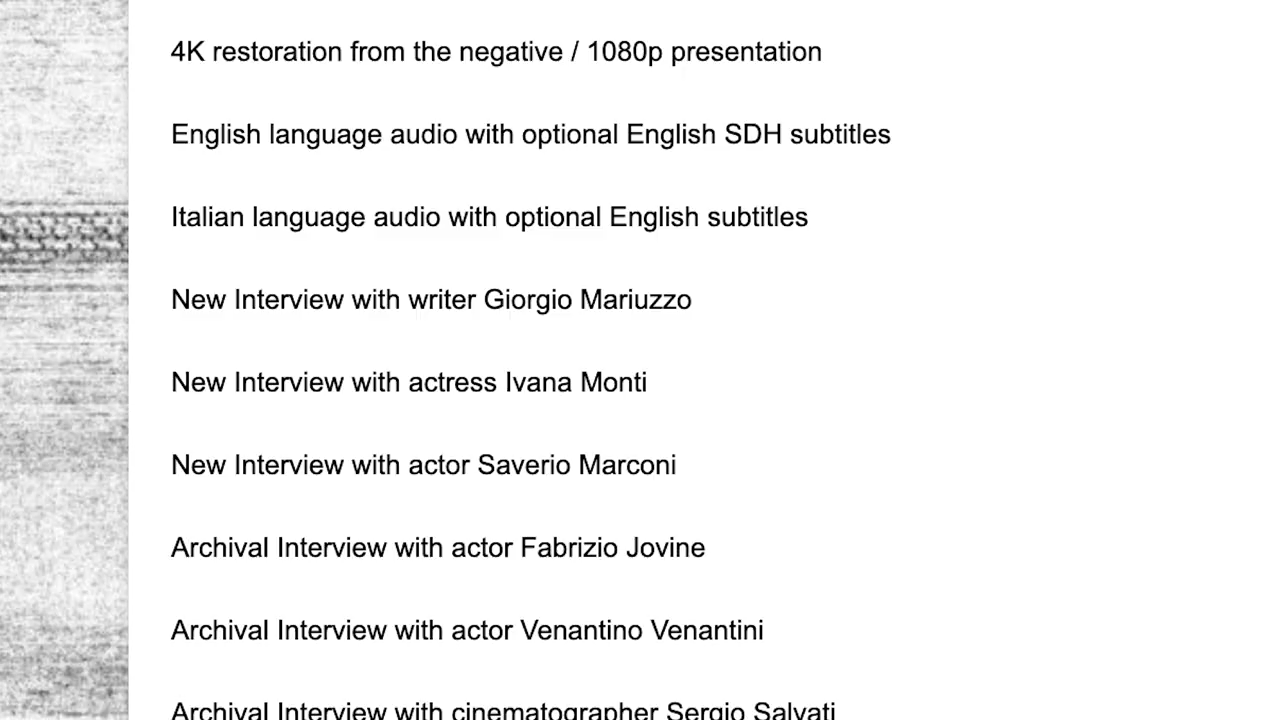 4K restoration from the negative / 1080p presentation
English language audio with optional English SDH subtitles
Italian language audio with optional English subtitles
New Interview with writer Giorgio Mariuzzo
New Interview with actress Ivana Monti
New Interview with actor Saverio Marconi
Archival Interview with actor Fabrizio Jovine
Archival Interview with actor Venantino Venantini
Archival Interview with cinematographer Sergio Salvati